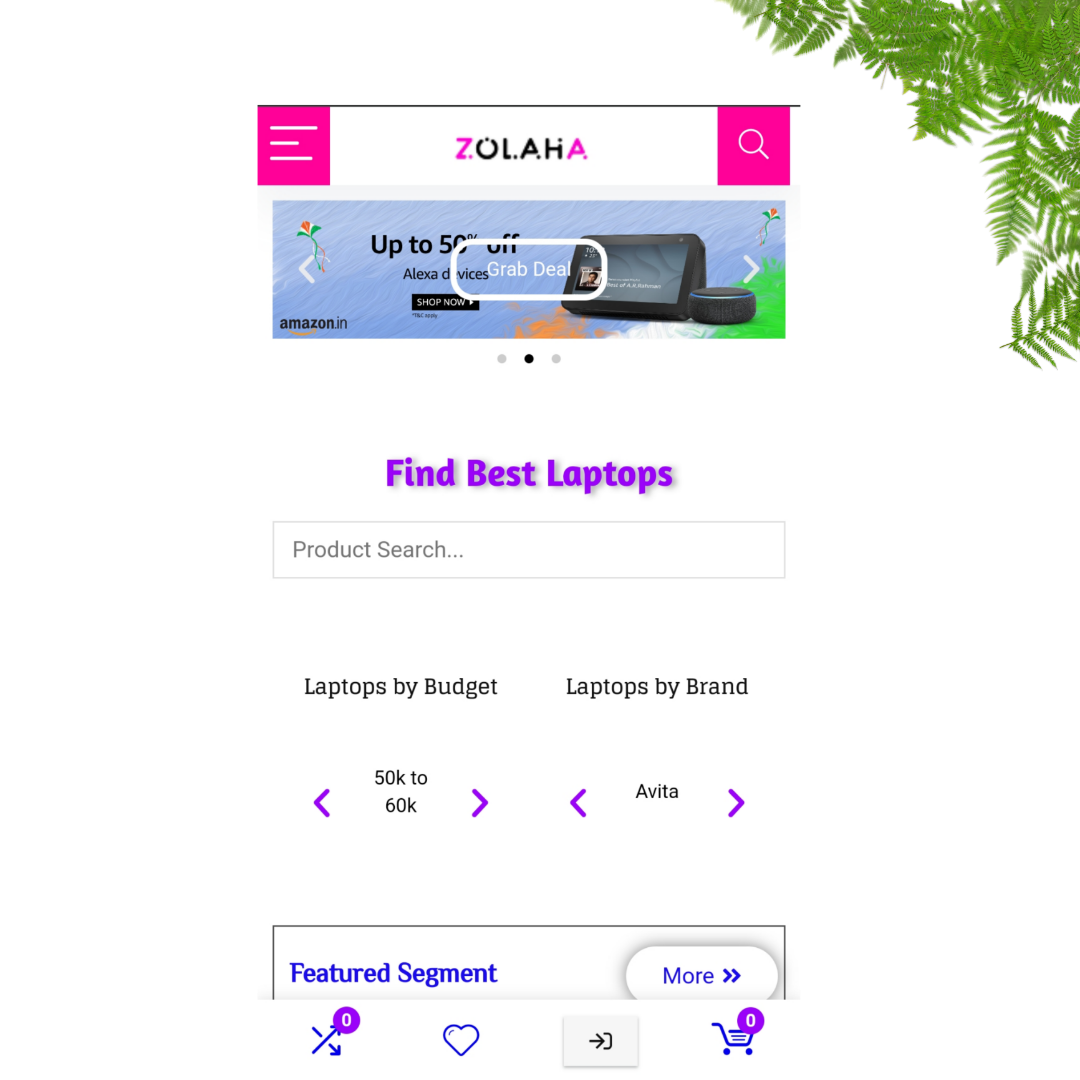 ZOLAHA
Up to 50% off
Alexa devices
Grab Deal
SHOP NOW
*T&C apply
amazon.in
Find Best Laptops
Product Search...
Laptops by Budget
Laptops by Brand
50k to
60k
Avita
Featured Segment
More
0
0